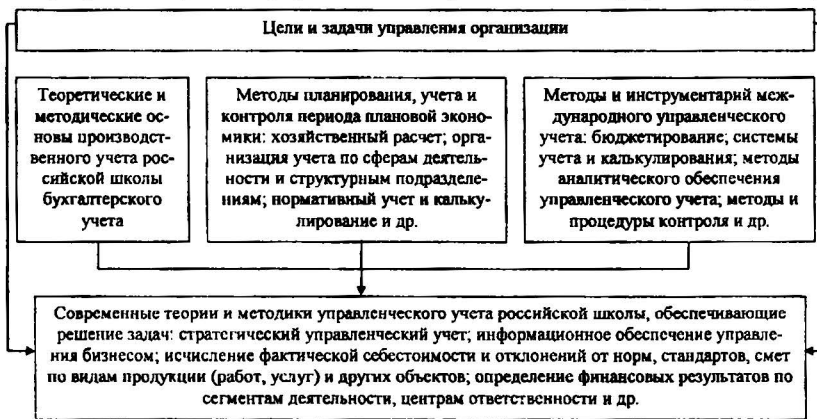 Цели и задачи управления организации
Теоретические и
методические ос-
новы производст-
венного учета рос-
сийской школы
бухгалтерского
учета
Методы планирования, учета и
контроля периода плановой эконо-
мики: хозяйственный расчет; орга-
низация учета по сферам деятель-
ности и структурным подразделе-
ниям; нормативный учет и кальку-
лирование и др.
Методы и инструментарий меж-
дународного управленческого
учета: бюджетирование; системы
учета и калькулирования; методы
аналитического обеспечения
управленческого учета; методы и
процедуры контроля и др.
Современные теории и методики управленческого учета российской школы, обеспечивающие
решение задач: стратегический управленческий учет; информационное обеспечение управле-
ния бизнесом; исчисление фактической себестоимости и отклонений от норм, стандартов, смет
по видам продукции (работ, услуг) и других объектов; определение финансовых результатов по
сегментам деятельности, центрам ответственности и др.